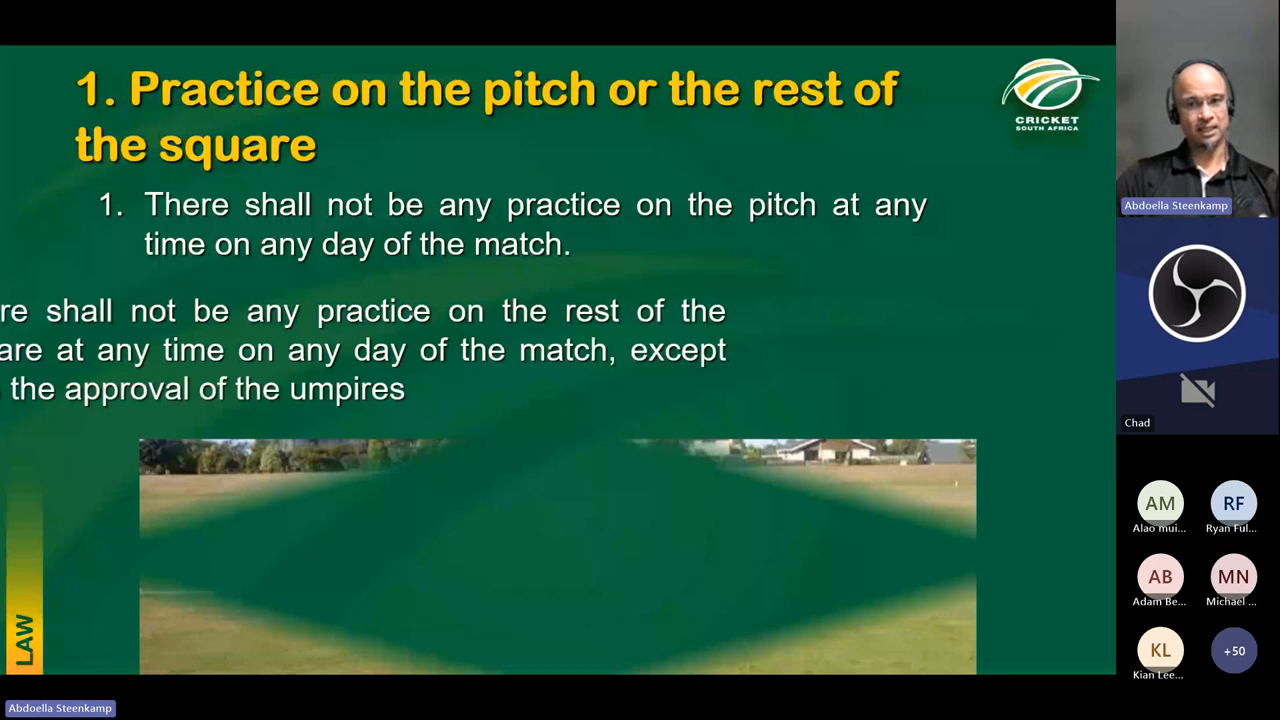 1. Practice on the pitch or the rest of
the square
CRICKET
SOUTH AFRICA
1. There shall not be any practice on the pitch at any
time on any day of the match.
re shall not be any practice on the rest of the
are at any time on any day of the match, except
the approval of the umpires
LAW
Abdoella Steenkamp
Abdoella Steenkamp
Chad
AM
RF
Alao mui...
Ryan Ful...
AB
MN
Adam Be...
Michael ...
KL
+50
Kian Lee...